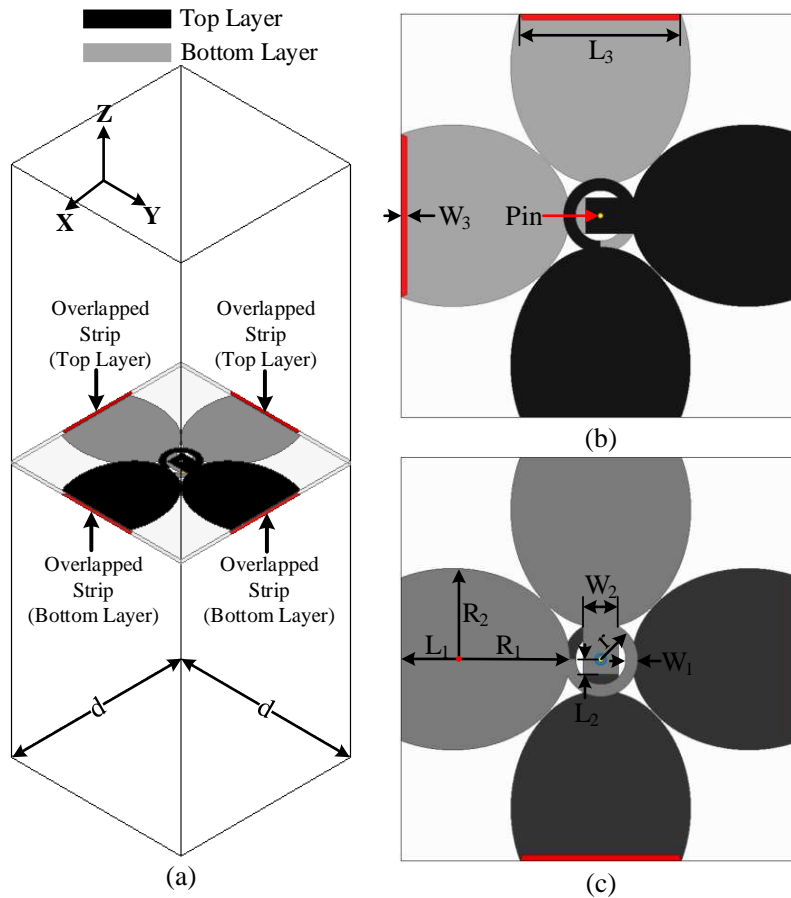 Top Layer
Bottom Layer
Z
X
Y
Overlapped
Strip
(Top Layer)
Overlapped
Strip
(Top Layer)
Overlapped
Strip
(Bottom Layer)
Overlapped
Strip
(Bottom Layer)
d
d
(a)
L3
W3
Pin
(b)
W2
R2
r
L1
R1
W1
L2
(c)